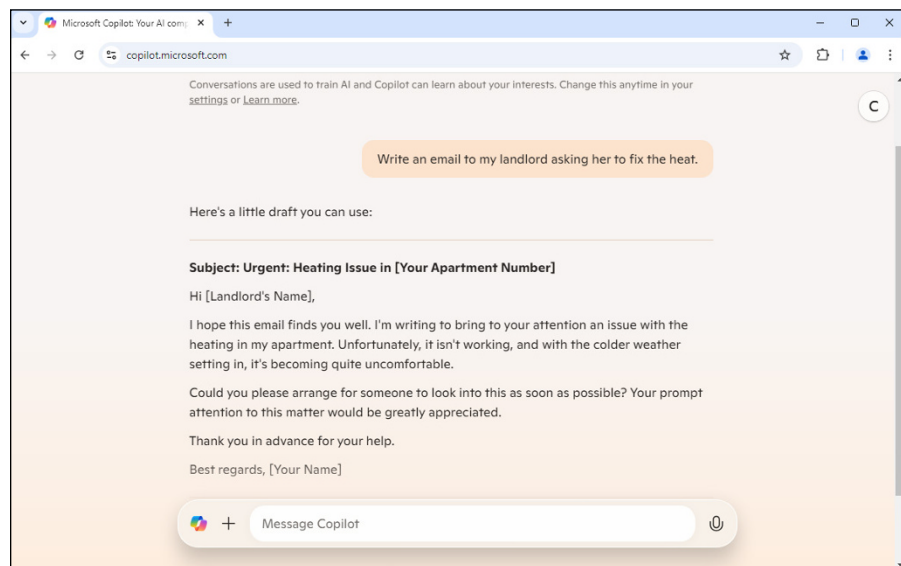 Microsoft Copilot: Your AI comp
copilot.microsoft.com
Conversations are used to train AI and Copilot can learn about your interests. Change this anytime in your
settings or Learn more.
C
Write an email to my landlord asking her to fix the heat.
Here's a little draft you can use:
Subject: Urgent: Heating Issue in [Your Apartment Number]
Hi [Landlord's Name],
I hope this email finds you well. I'm writing to bring to your attention an issue with the
heating in my apartment. Unfortunately, it isn't working, and with the colder weather
setting in, it's becoming quite uncomfortable.
Could you please arrange for someone to look into this as soon as possible? Your prompt
attention to this matter would be greatly appreciated.
Thank you in advance for your help.
Best regards, [Your Name]
Message Copilot